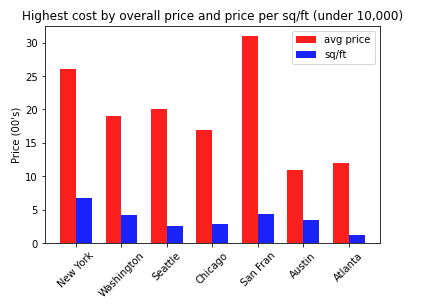 Highest cost by overall price and price per sq/ft (under 10,000)
avg price
sq/ft
Price (00's)
30
25
20
15
10
5
0
New York
Washington
Seattle
Chicago
San Fran
Austin
Atlanta